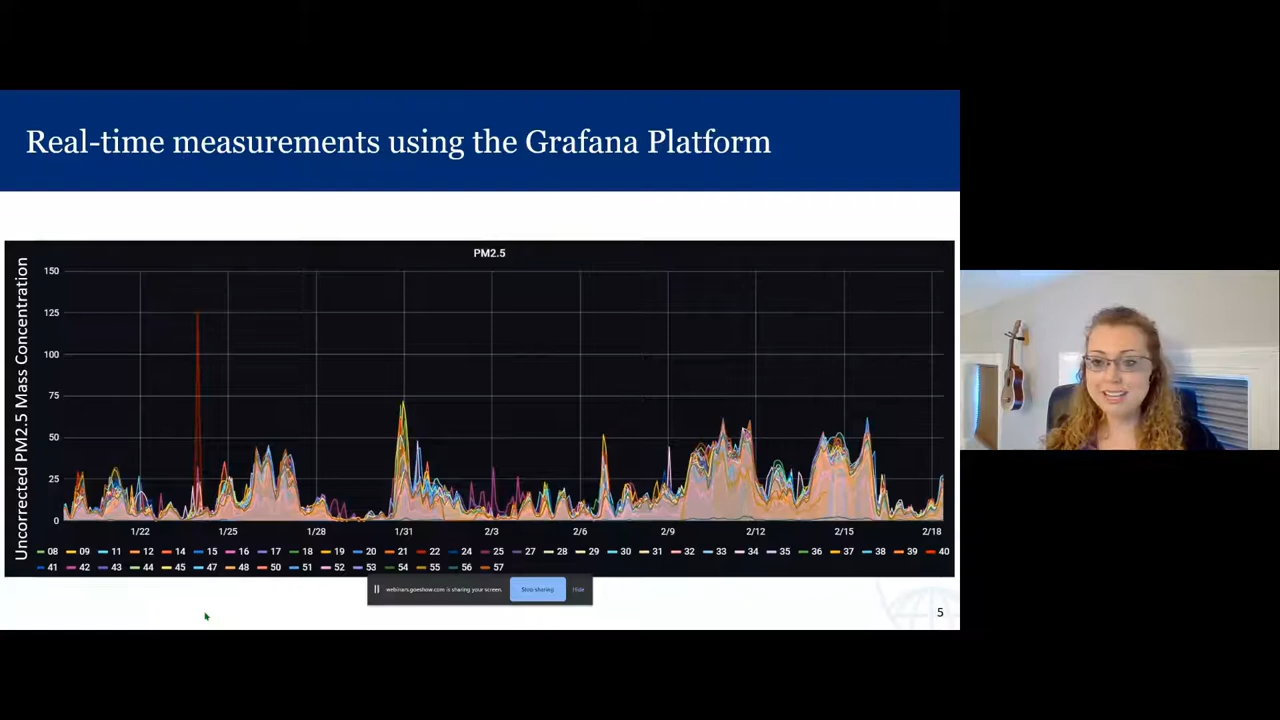 Real-time measurements using the Grafana Platform
PM2.5
Uncorrected PM2.5 Mass Concentration
150
125
100
75
50
25
0
1/22 1/25 1/28 1/31 2/3 2/6 2/9 2/12 2/15 2/18
08 09 11 12 14 15 16 17 18 19 20 21 22 24 25 27 28 29 30 31 32 33 34 35 36 37 38 39 40
41 42 43 44 45 47 48 50 51 52 53 54 55 56 57
webinars.goeshow.com is sharing your screen. Stop sharing Hide
5